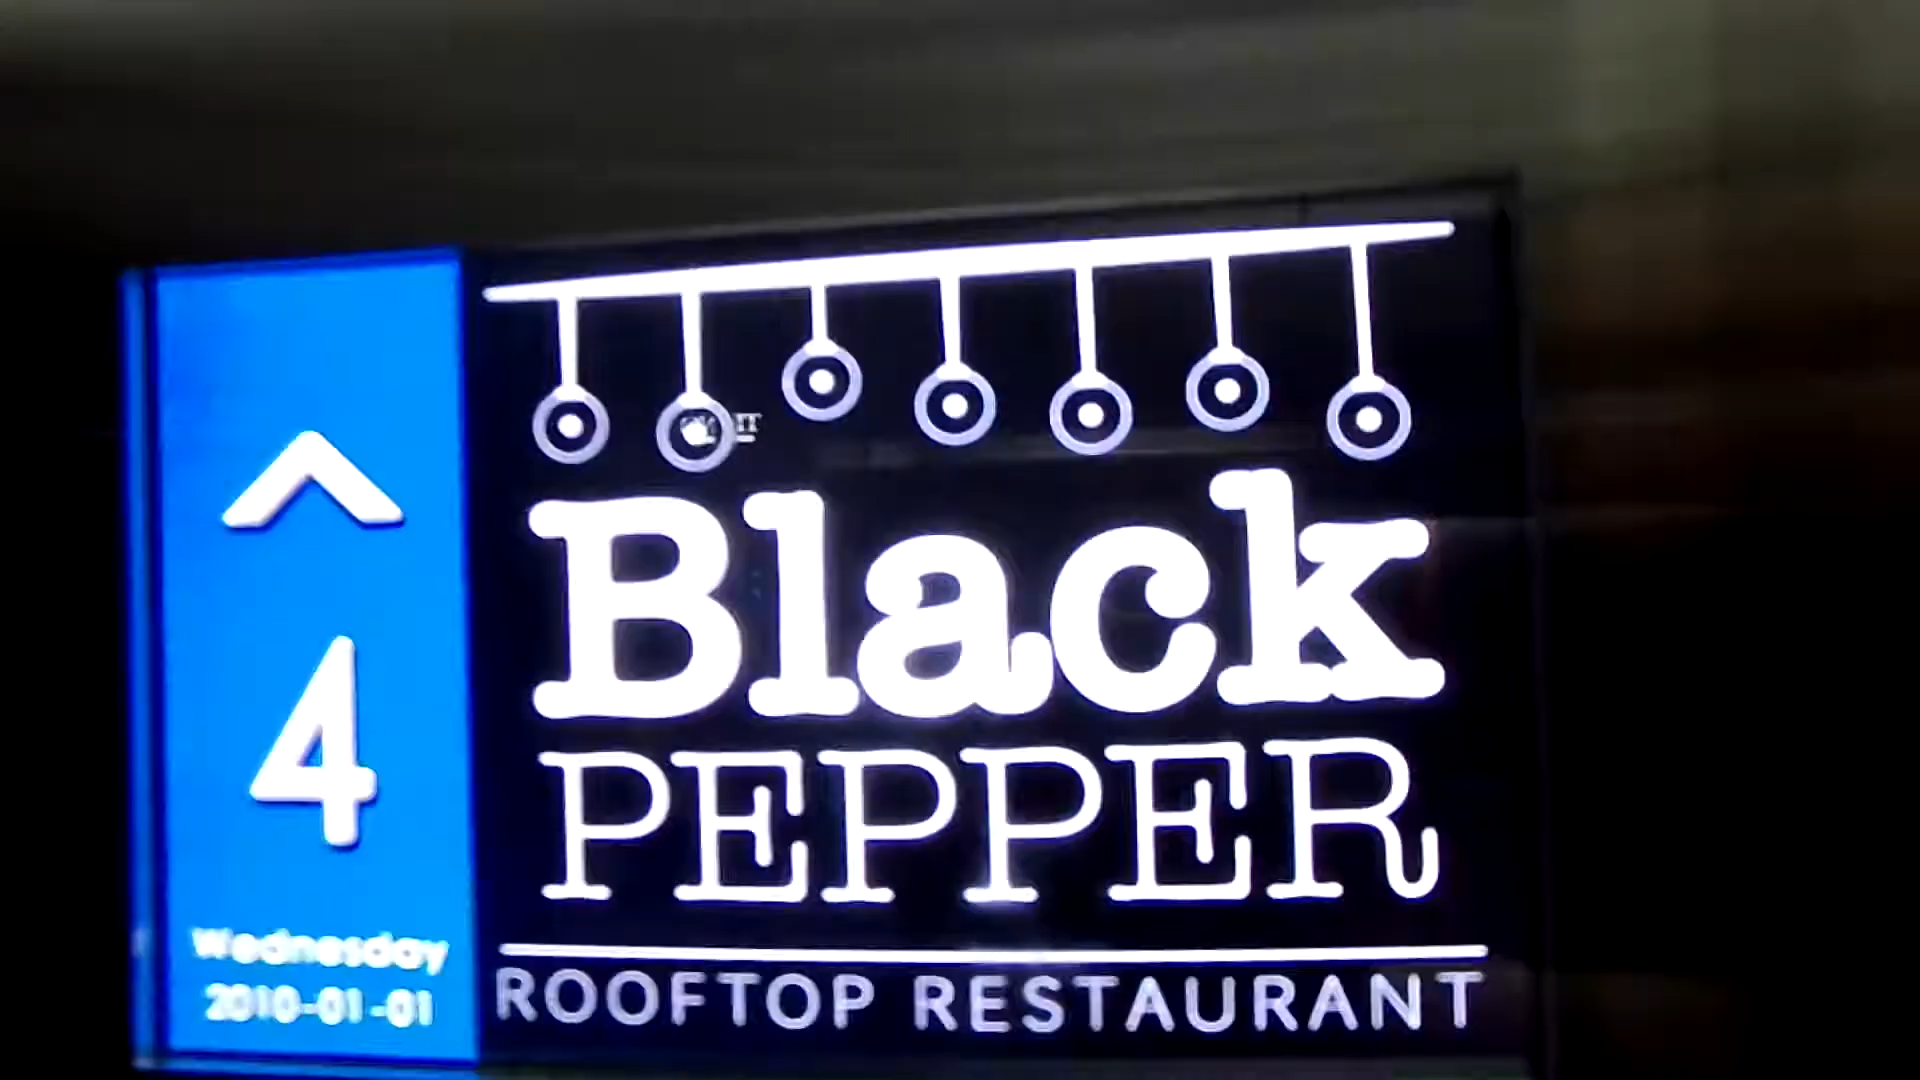 4
Wednesday
2010-01-01
Black
PEPPER
ROOFTOP RESTAURANT